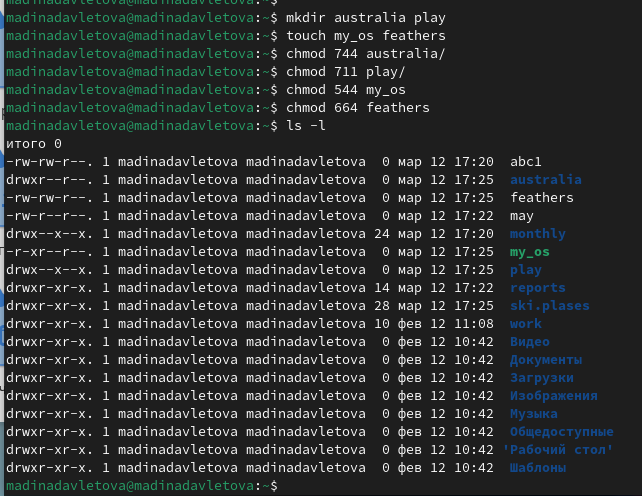 madinadavletova@madinadavletova:~$
madinadavletova@madinadavletova:~$ mkdir australia play
madinadavletova@madinadavletova:~$ touch my_os feathers
madinadavletova@madinadavletova:~$ chmod 744 australia/
madinadavletova@madinadavletova:~$ chmod 711 play/
madinadavletova@madinadavletova:~$ chmod 544 my_os
madinadavletova@madinadavletova:~$ chmod 664 feathers
madinadavletova@madinadavletova:~$ ls -l
итого 0
-rw-rw-r--. 1 madinadavletova madinadavletova  0 мар 12 17:20  abc1
drwxr--r--. 1 madinadavletova madinadavletova  0 мар 12 17:25  australia
-rw-rw-r--. 1 madinadavletova madinadavletova  0 мар 12 17:25  feathers
-rw-r--r--. 1 madinadavletova madinadavletova  0 мар 12 17:22  may
drwx--x--x. 1 madinadavletova madinadavletova 24 мар 12 17:20  monthly
-r-xr--r--. 1 madinadavletova madinadavletova  0 мар 12 17:25  my_os
drwx--x--x. 1 madinadavletova madinadavletova  0 мар 12 17:25  play
drwxr-xr-x. 1 madinadavletova madinadavletova 14 мар 12 17:22  reports
drwxr-xr-x. 1 madinadavletova madinadavletova 28 мар 12 17:25  ski.plases
drwxr-xr-x. 1 madinadavletova madinadavletova 10 фев 12 11:08  work
drwxr-xr-x. 1 madinadavletova madinadavletova  0 фев 12 10:42  Видео
drwxr-xr-x. 1 madinadavletova madinadavletova  0 фев 12 10:42  Документы
drwxr-xr-x. 1 madinadavletova madinadavletova  0 фев 12 10:42  Загрузки
drwxr-xr-x. 1 madinadavletova madinadavletova  0 фев 12 10:42  Изображения
drwxr-xr-x. 1 madinadavletova madinadavletova  0 фев 12 10:42  Музыка
drwxr-xr-x. 1 madinadavletova madinadavletova  0 фев 12 10:42  Общедоступные
drwxr-xr-x. 1 madinadavletova madinadavletova  0 фев 12 10:42 'Рабочий стол'
drwxr-xr-x. 1 madinadavletova madinadavletova  0 фев 12 10:42  Шаблоны
madinadavletova@madinadavletova:~$